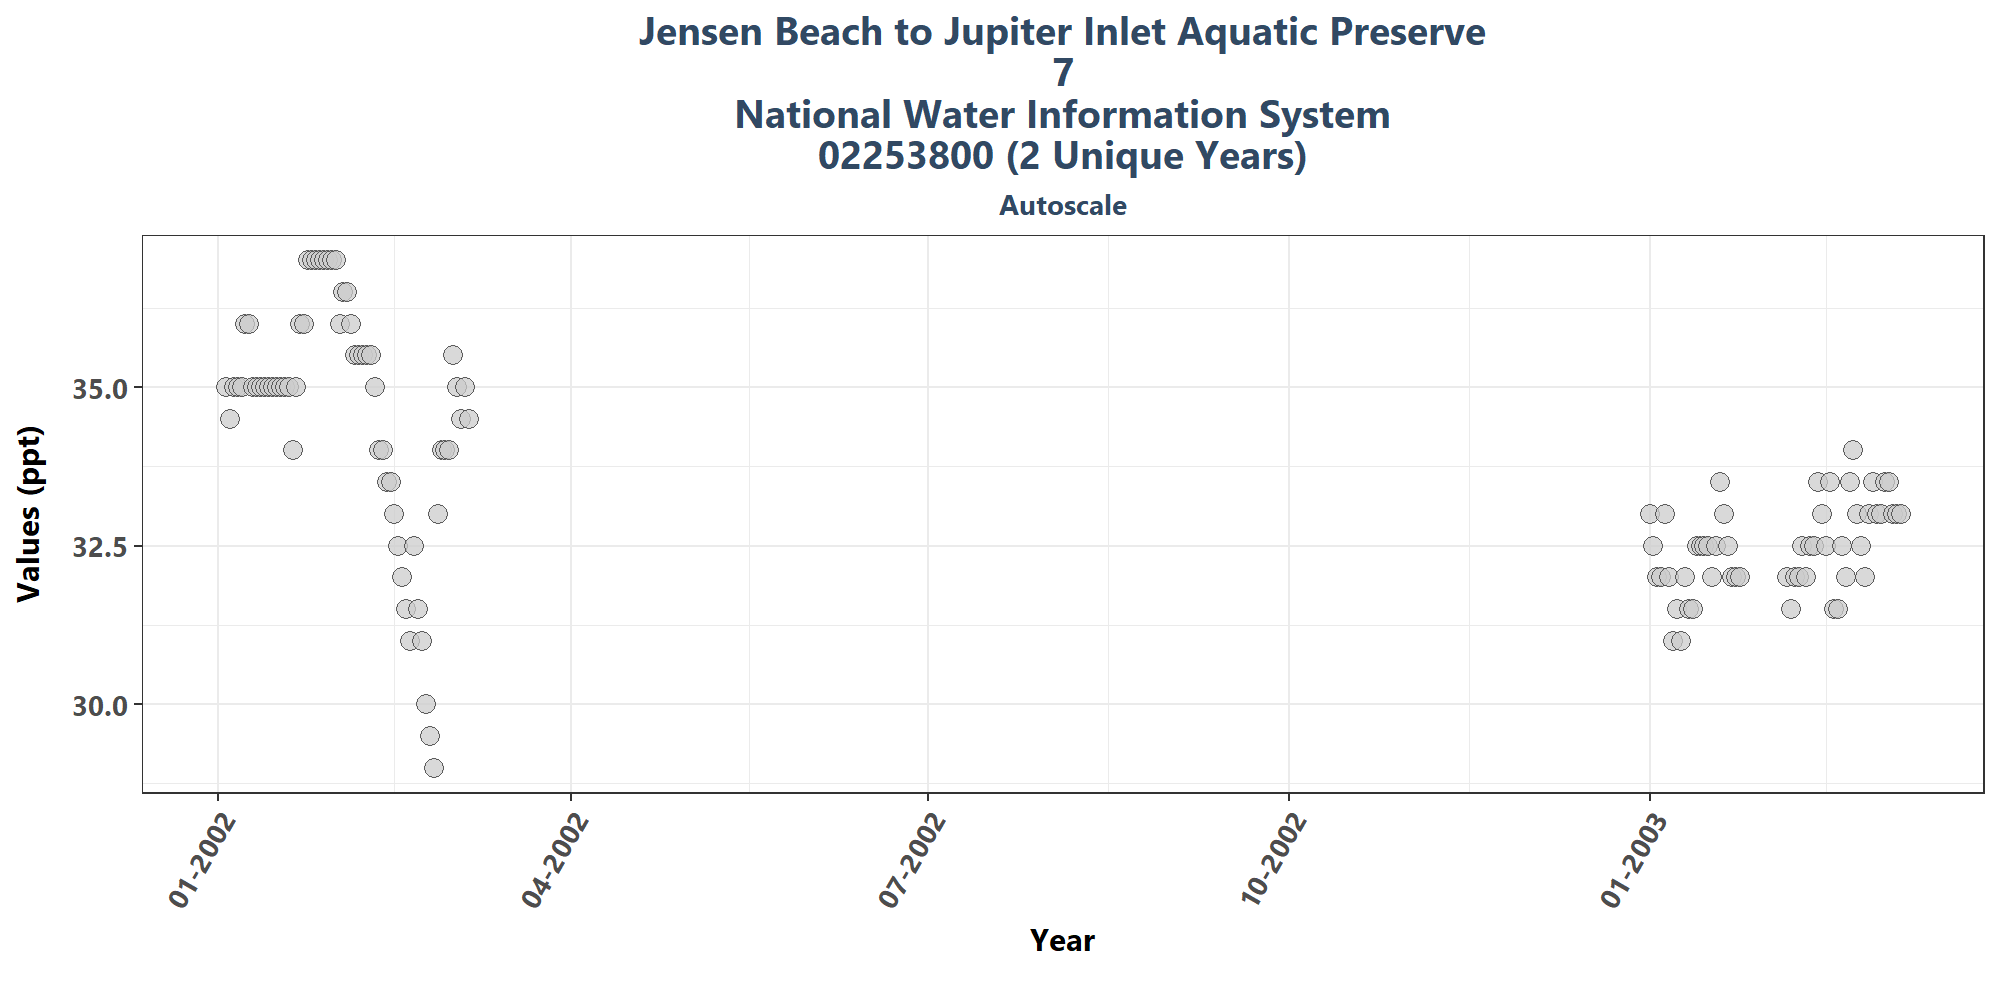 Jensen Beach to Jupiter Inlet Aquatic Preserve
7
National Water Information System
02253800 (2 Unique Years)
Autoscale
Values (ppt)
35.0
32.5
30.0
01-2002
04-2002
07-2002
10-2002
01-2003
Year